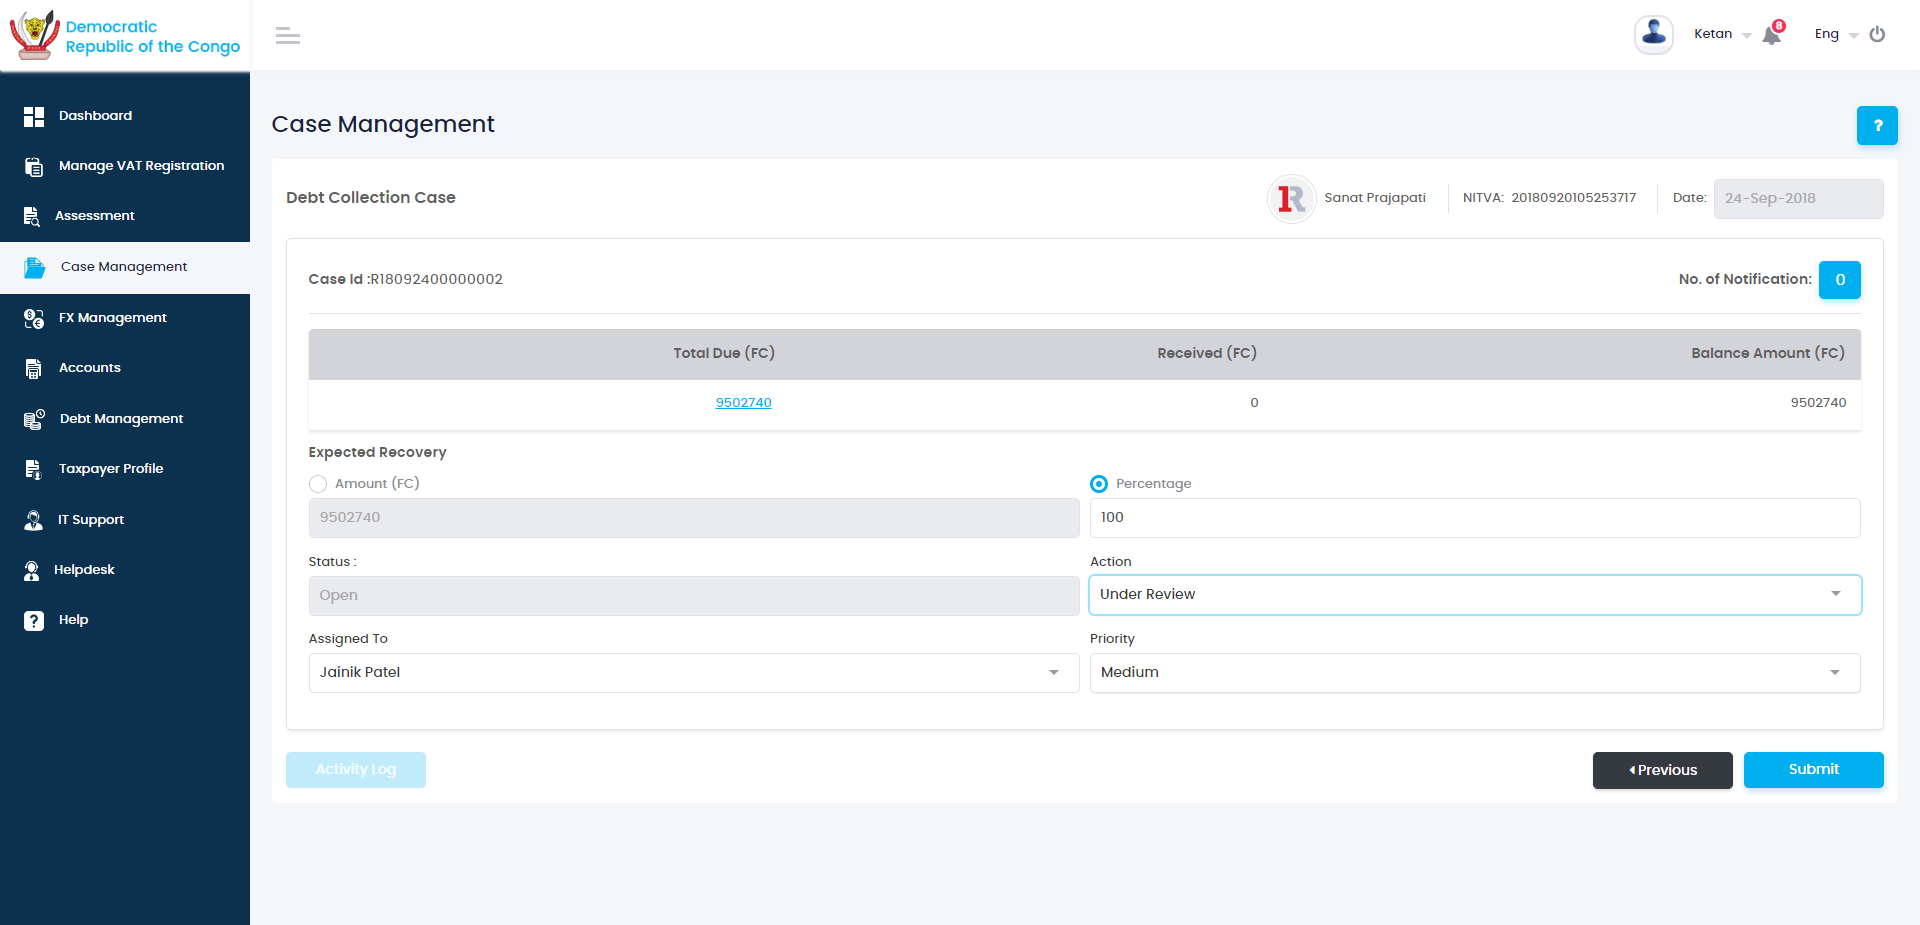 Democratic
Republic of the Congo
Ketan
8
Eng
Dashboard
Manage VAT Registration
Assessment
Case Management
FX Management
Accounts
Debt Management
Taxpayer Profile
IT Support
Helpdesk
Help
Case Management
?
Debt Collection Case
Sanat Prajapati
NITVA: 20180920105253717
Date: 24-Sep-2018
Case Id :R18092400000002
No. of Notification: 0
Total Due (FC) Received (FC) Balance Amount (FC)
9502740 0 9502740
Expected Recovery
Amount (FC) Percentage
9502740 100
Status : Action
Open Under Review
Assigned To Priority
Jainik Patel Medium
Activity Log Previous Submit